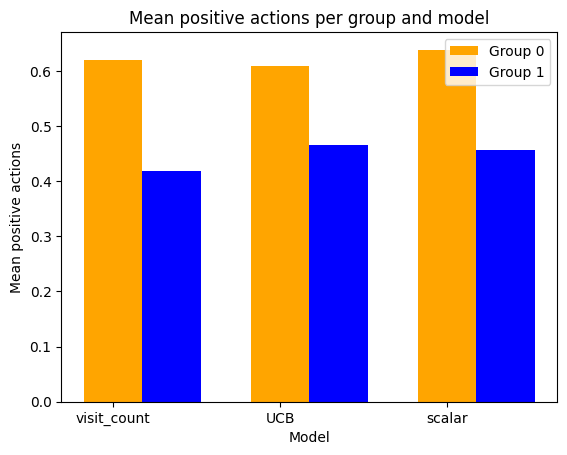 Mean positive actions per group and model
Group 0
Group 1
Mean positive actions
0.6
0.5
0.4
0.3
0.2
0.1
0.0
visit_count
UCB
scalar
Model